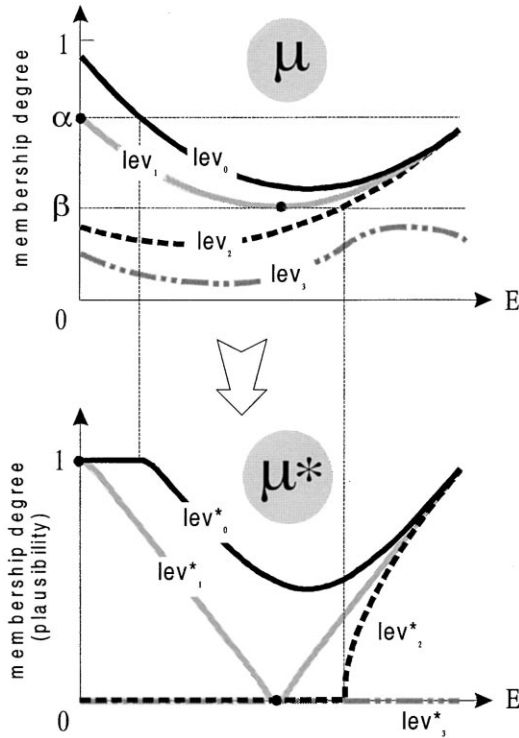 1
μ
α
lev₀
lev₁
β
lev₂
lev₃
membership degree
0
E
1
μ*
lev*₀
lev*₁
lev*₂
membership degree
(plausibility)
0
E
lev*₃